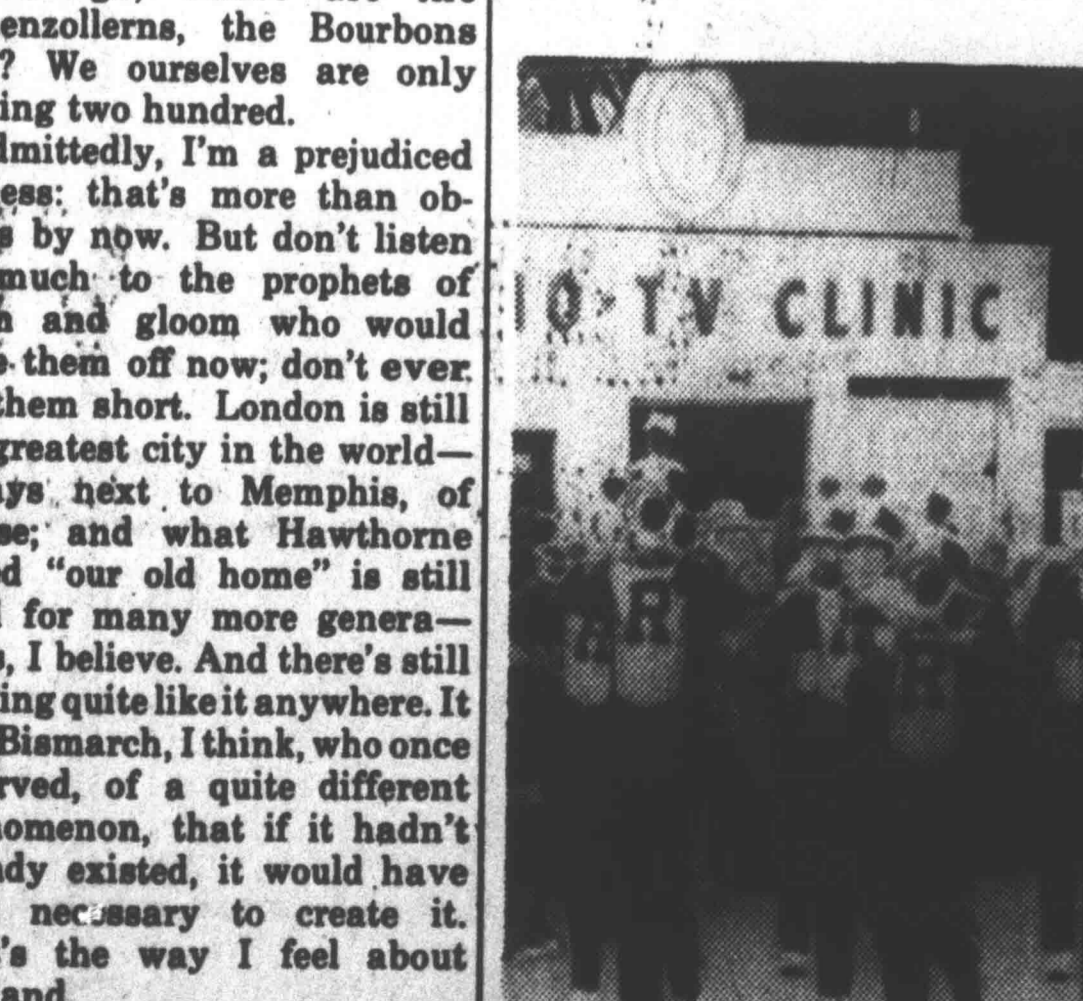 enzollerns, the Bourbons
? We ourselves are only
ing two hundred.
lmittedly, I'm a prejudiced
ess: that's more than ob-
s by now. But don't listen
much to the prophets of
and gloom who would
them off now; don't ever
them short. London is still
greatest city in the world—
ys next to Memphis, of
se; and what Hawthorne
ed "our old home" is still
for many more genera—
s, I believe. And there's still
ing quite like it anywhere. It
Bismarch, I think, who once
rved, of a quite different
nomenon, that if it hadn't
ady existed, it would have
necessary to create it.
's the way I feel about
and
IO-TV CLINIC
R
R